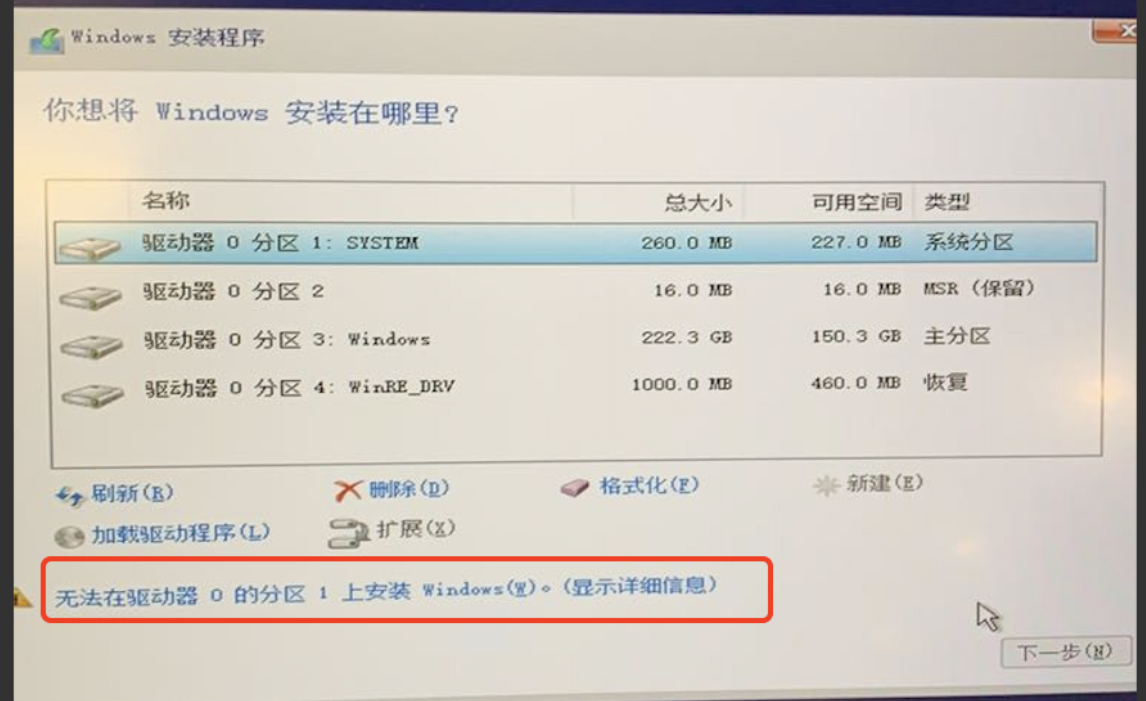 Windows 安装程序
你想将 Windows 安装在哪里?
名称 总大小 可用空间 类型
驱动器 0 分区 1: SYSTEM 260.0 MB 227.0 MB 系统分区
驱动器 0 分区 2 16.0 MB 16.0 MB MSR (保留)
驱动器 0 分区 3: Windows 222.3 GB 150.3 GB 主分区
驱动器 0 分区 4: WinRE_DRV 1000.0 MB 460.0 MB 恢复
刷新(R) 删除(D) 格式化(F) 新建(E)
加载驱动程序(L) 扩展(X)
无法在驱动器 0 的分区 1 上安装 Windows(W)。(显示详细信息)
下一步(N)